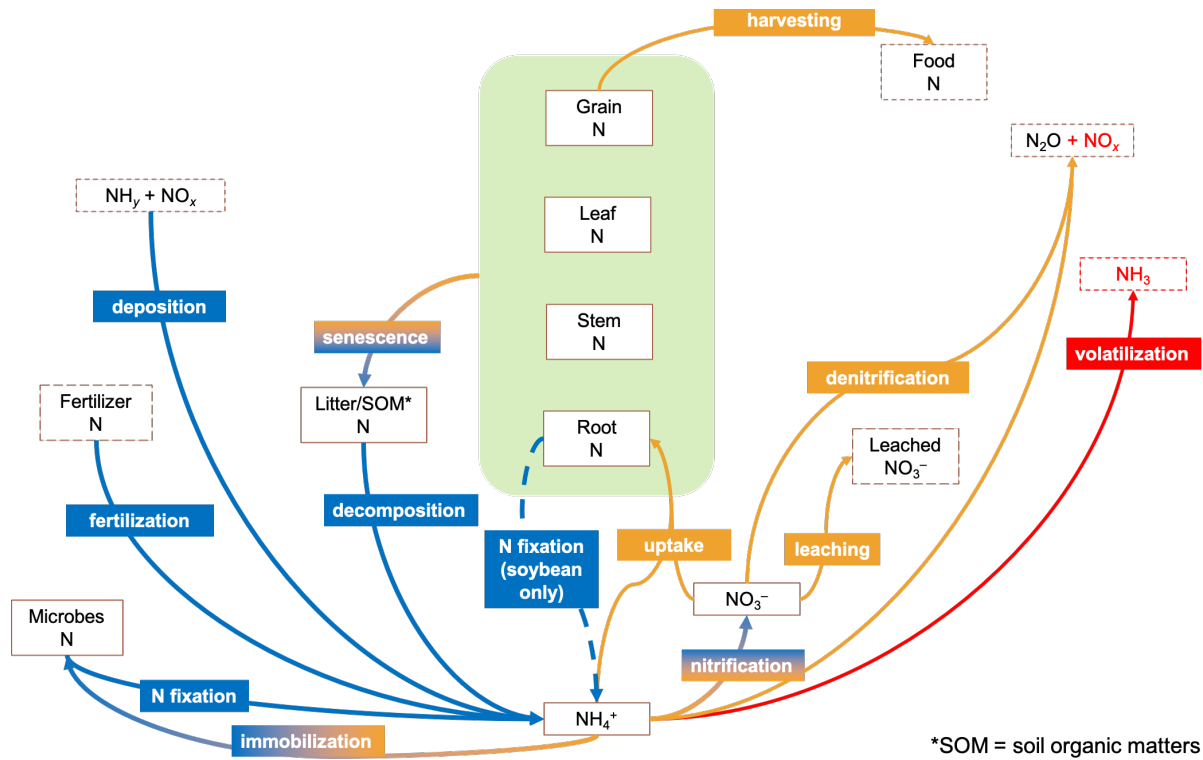 harvesting
Food
N
Grain
N
N₂O + NOₓ
NHy + NOₓ
Leaf
N
NH₃
deposition
Stem
N
senescence
volatilization
denitrification
Fertilizer
N
Litter/SOM*
N
Root
N
Leached
NO₃⁻
fertilization
decomposition
N fixation
(soybean
only)
uptake
leaching
Microbes
N
NO₃⁻
nitrification
N fixation
NH₄⁺
immobilization
*SOM = soil organic matters